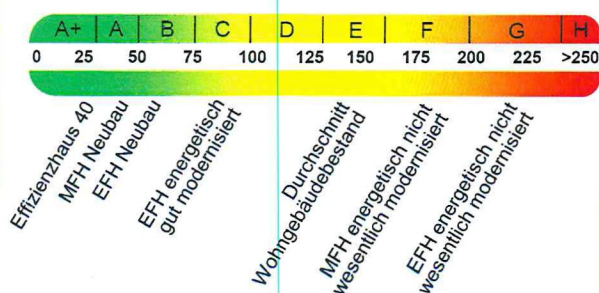 A+ A B C D E F G H
0 25 50 75 100 125 150 175 200 225 >250
Effizienzhaus 40
MFH Neubau
EFH Neubau
EFH energetisch
gut modernisiert
Durchschnitt
Wohngebäudebestand
MFH energetisch nicht
wesentlich modernisiert
EFH energetisch nicht
wesentlich modernisiert